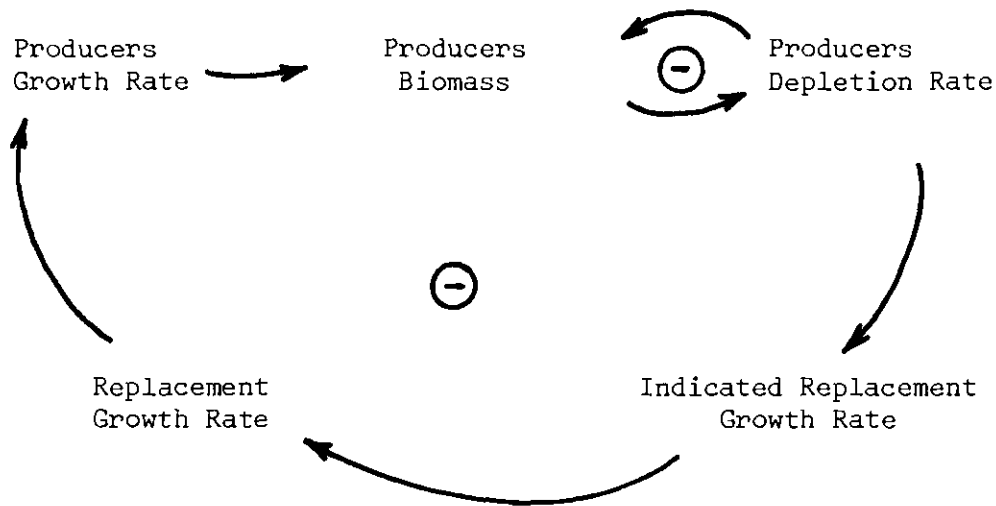 Producers
Growth Rate
Producers
Biomass
Producers
Depletion Rate
Replacement
Growth Rate
Indicated Replacement
Growth Rate